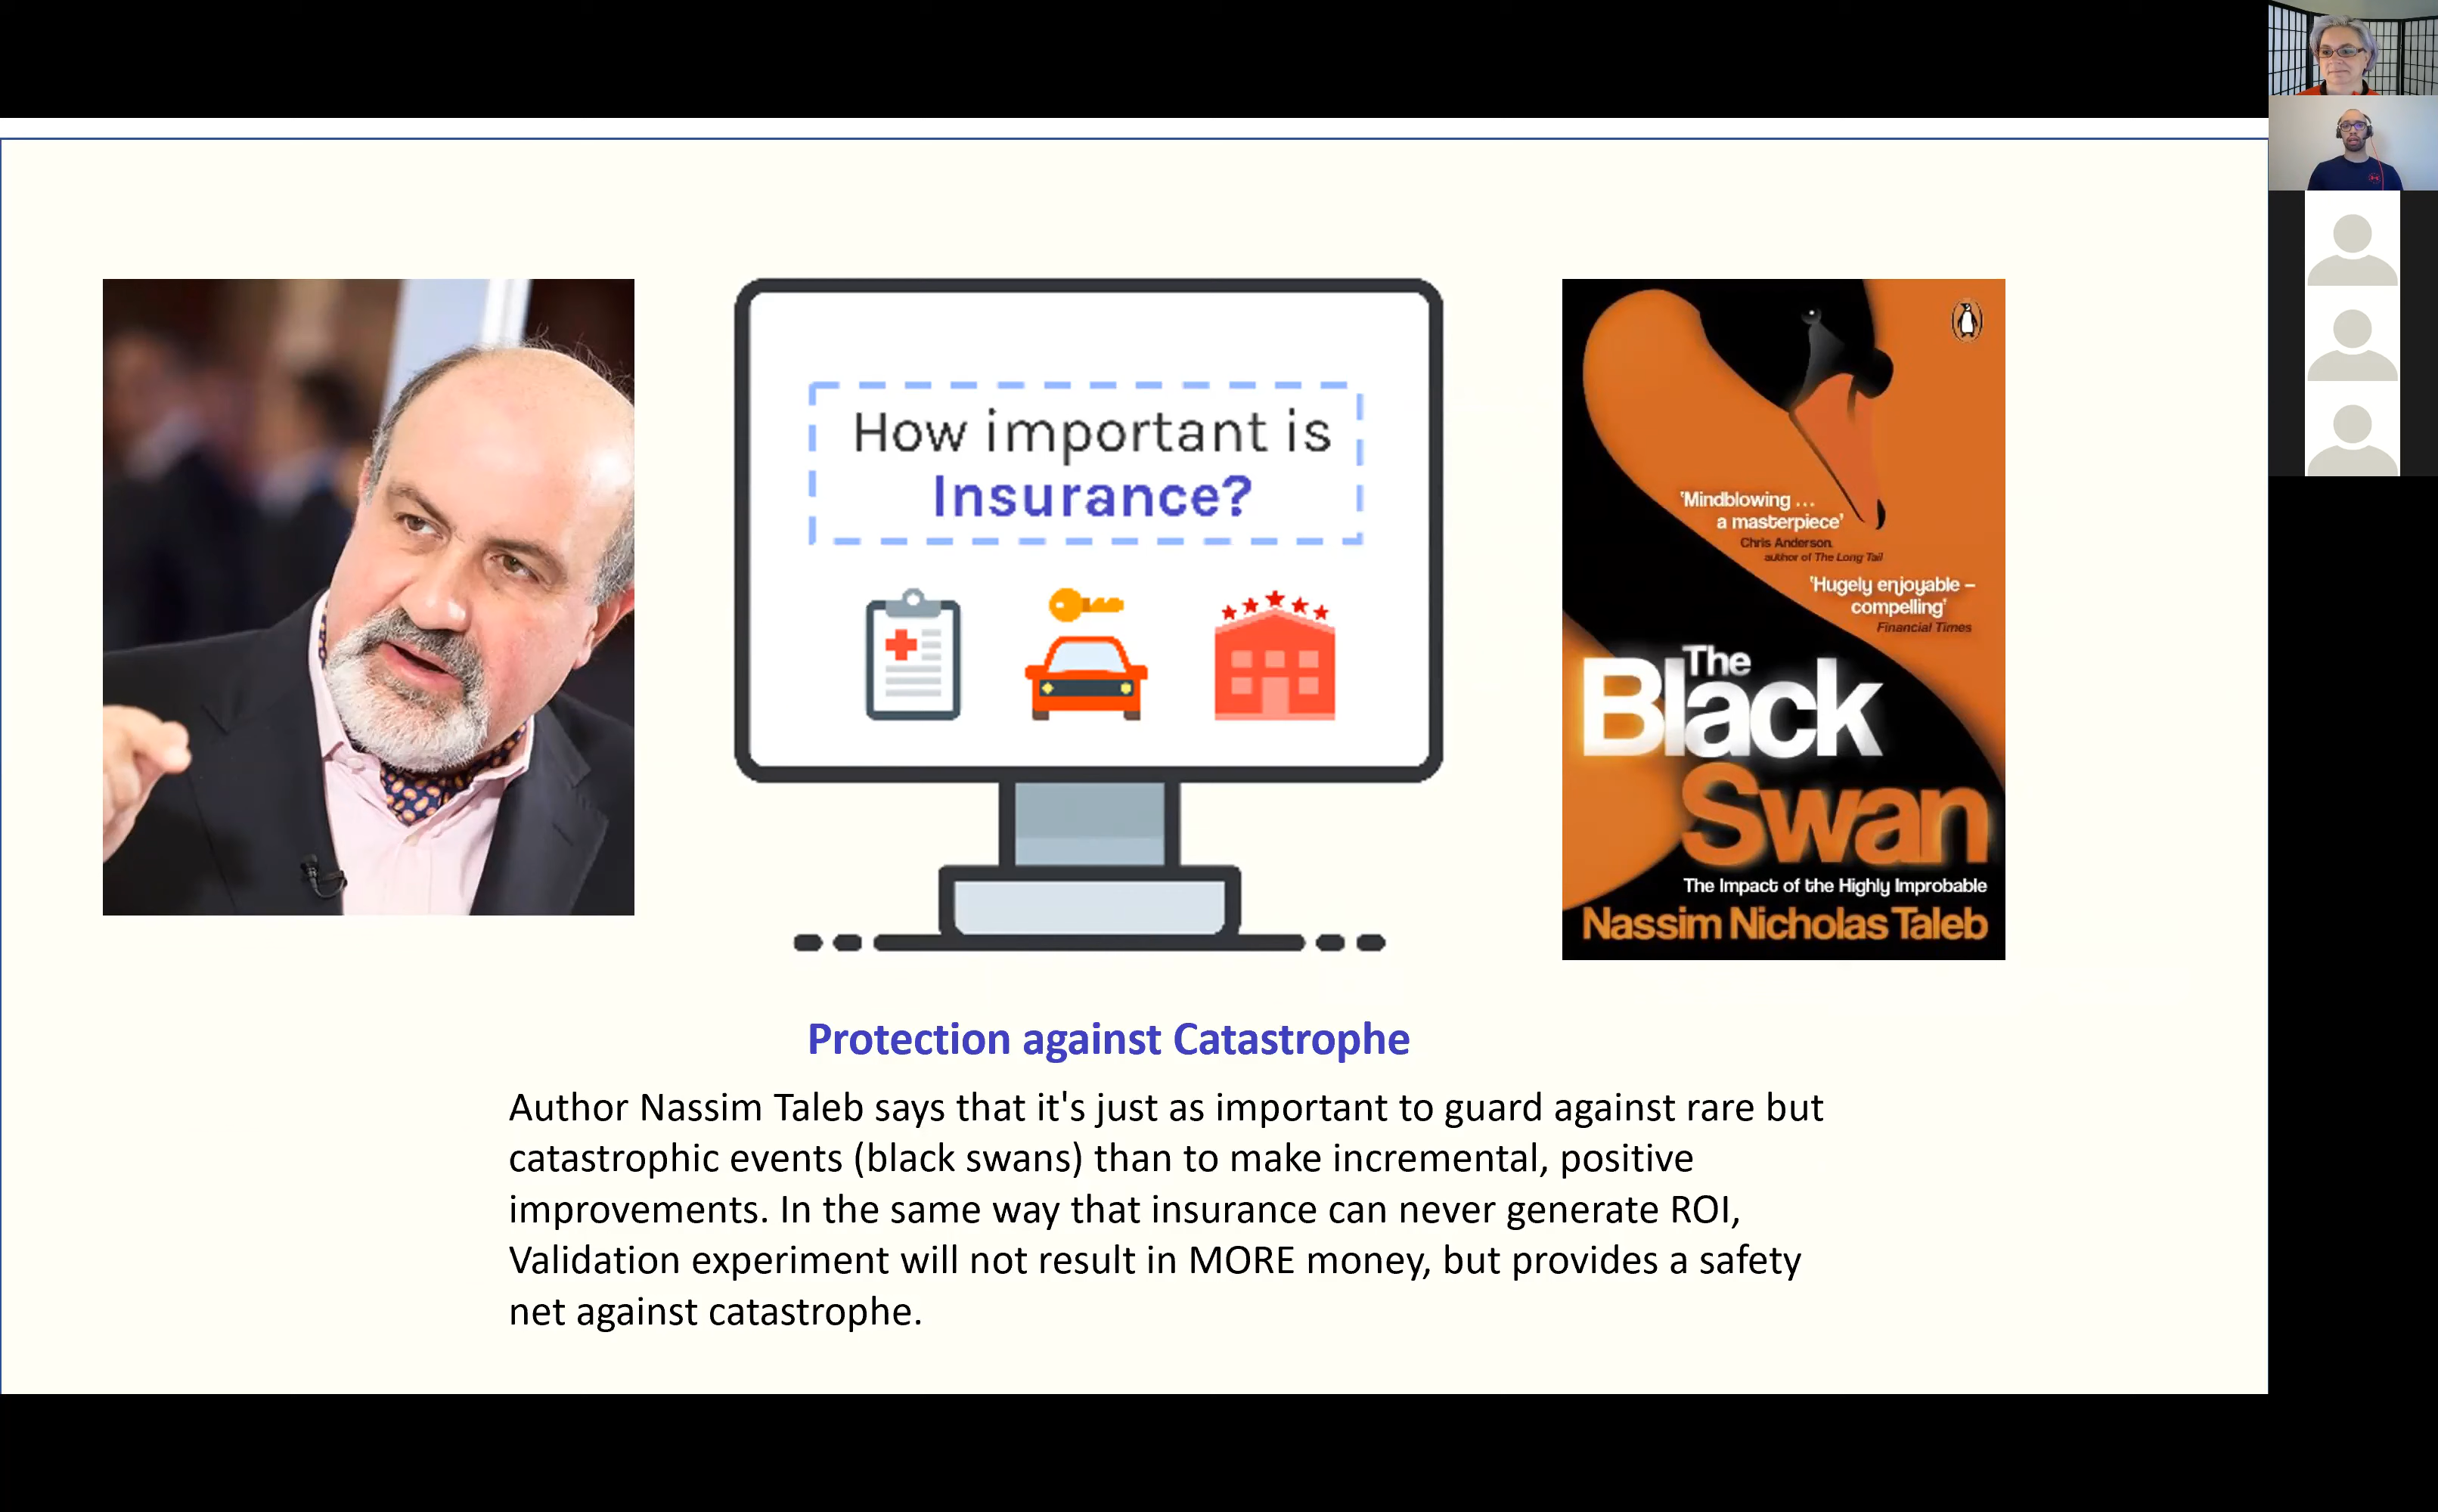 How important is
Insurance?
'Mindblowing ...
a masterpiece'
Chris Anderson,
author of The Long Tail
'Hugely enjoyable –
compelling'
Financial Times
The
Black
Swan
The Impact of the Highly Improbable
Nassim Nicholas Taleb
Protection against Catastrophe
Author Nassim Taleb says that it's just as important to guard against rare but
catastrophic events (black swans) than to make incremental, positive
improvements. In the same way that insurance can never generate ROI,
Validation experiment will not result in MORE money, but provides a safety
net against catastrophe.